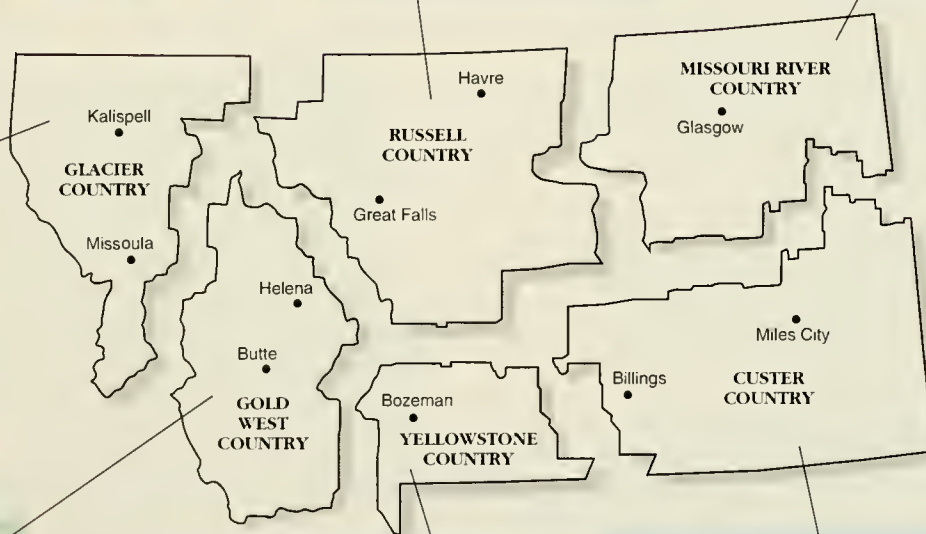 Kalispell
GLACIER
COUNTRY
Missoula
Havre
RUSSELL
COUNTRY
Great Falls
MISSOURI RIVER
COUNTRY
Glasgow
Helena
Butte
GOLD
WEST
COUNTRY
Bozeman
YELLOWSTONE
COUNTRY
Miles City
Billings
CUSTER
COUNTRY